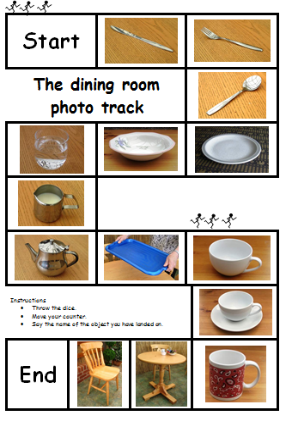 Start
The dining room
photo track
Instructions
• Throw the dice.
• Move your counter.
• Say the name of the object you have landed on.
End